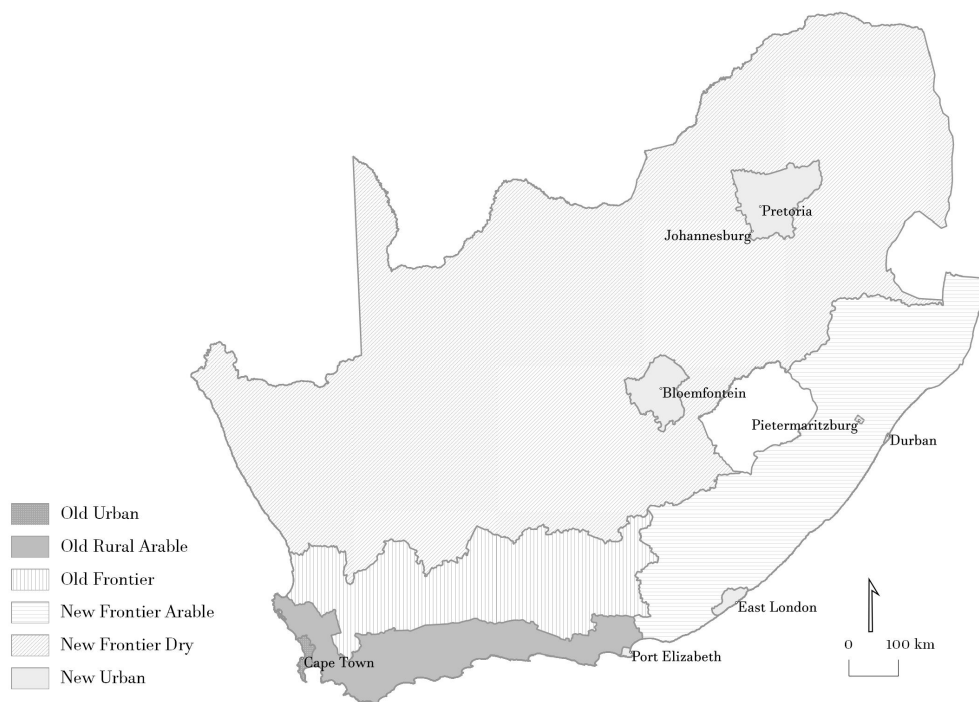 Pretoria
Johannesburg
Bloemfontein
Pietermaritzburg
Durban
East London
Port Elizabeth
Cape Town
Old Urban
Old Rural Arable
Old Frontier
New Frontier Arable
New Frontier Dry
New Urban
0 100 km